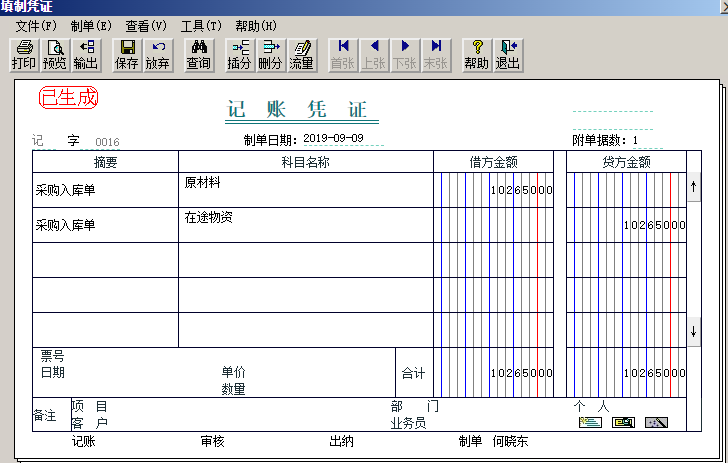 填制凭证
文件(F) 制单(E) 查看(V) 工具(T) 帮助(H)
打印 预览 输出 保存 放弃 查询 插分 删分 流量 首张 上张 下张 末张 帮助 退出
已生成
记 账 凭 证
记 字 0016 制单日期: 2019-09-09 附单据数: 1
摘要 科目名称 借方金额 贷方金额
采购入库单 原材料 10265000
采购入库单 在途物资 10265000
票号
日期 单价 合计 10265000 10265000
数量
备注 项 目 部 门 个 人
客 户 业务员
记账 审核 出纳 制单 何晓东